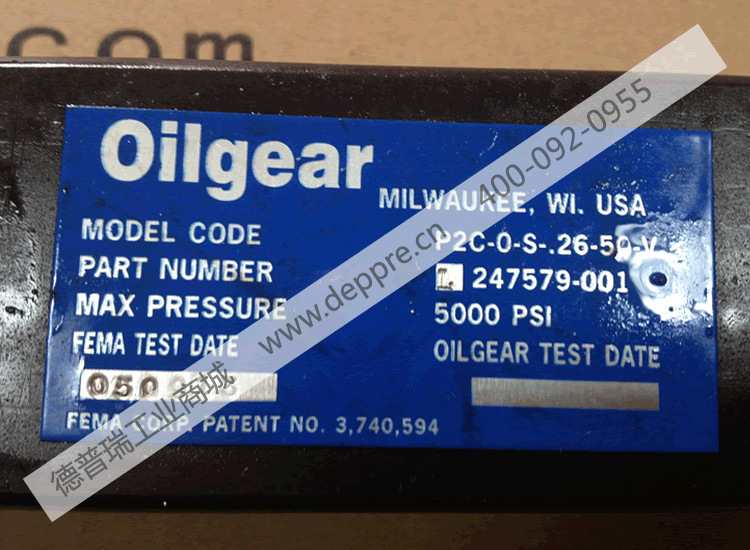 .com
Oilgear
MILWAUKEE, WI. USA
MODEL CODE P2C-0-S-.26-50-V
PART NUMBER L 247579-001
MAX PRESSURE 5000 PSI
FEMA TEST DATE OILGEAR TEST DATE
FEMA CORP. PATENT NO. 3,740,594
德普瑞工业商城 www.deppre.cn 400-092-0955